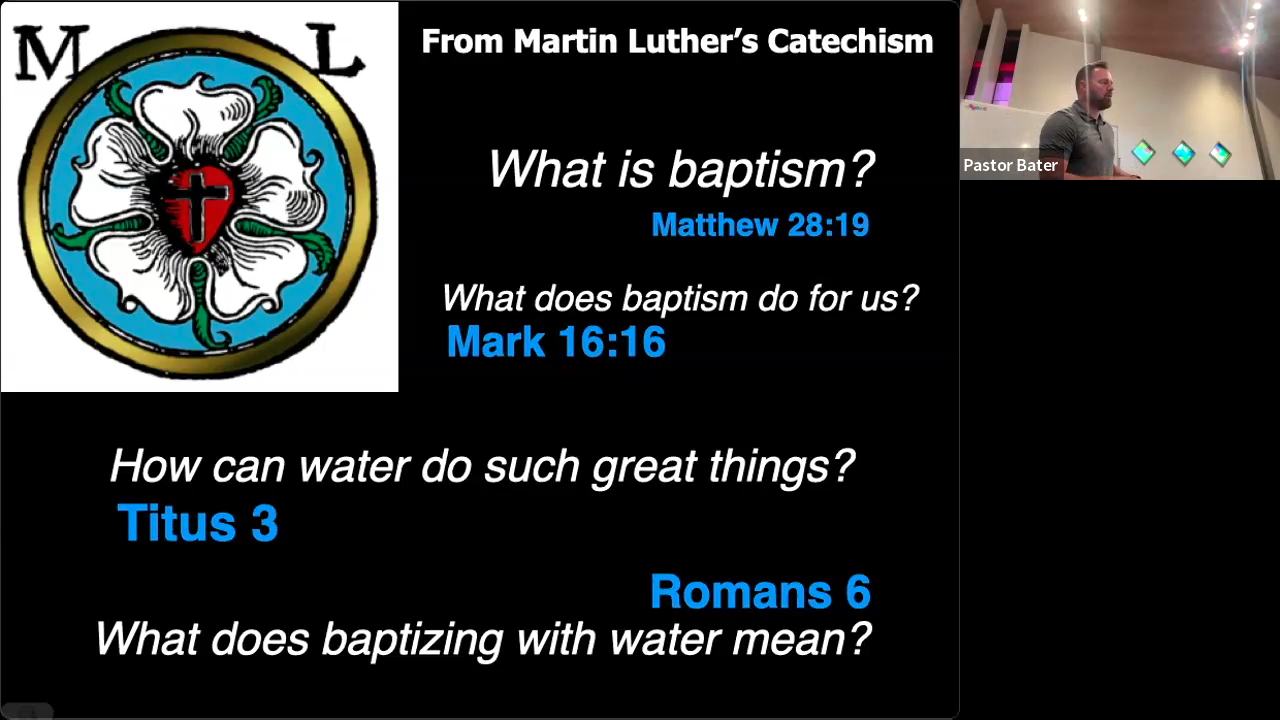 M L
From Martin Luther's Catechism
What is baptism?
Matthew 28:19
What does baptism do for us?
Mark 16:16
How can water do such great things?
Titus 3
Romans 6
What does baptizing with water mean?
Pastor Bater